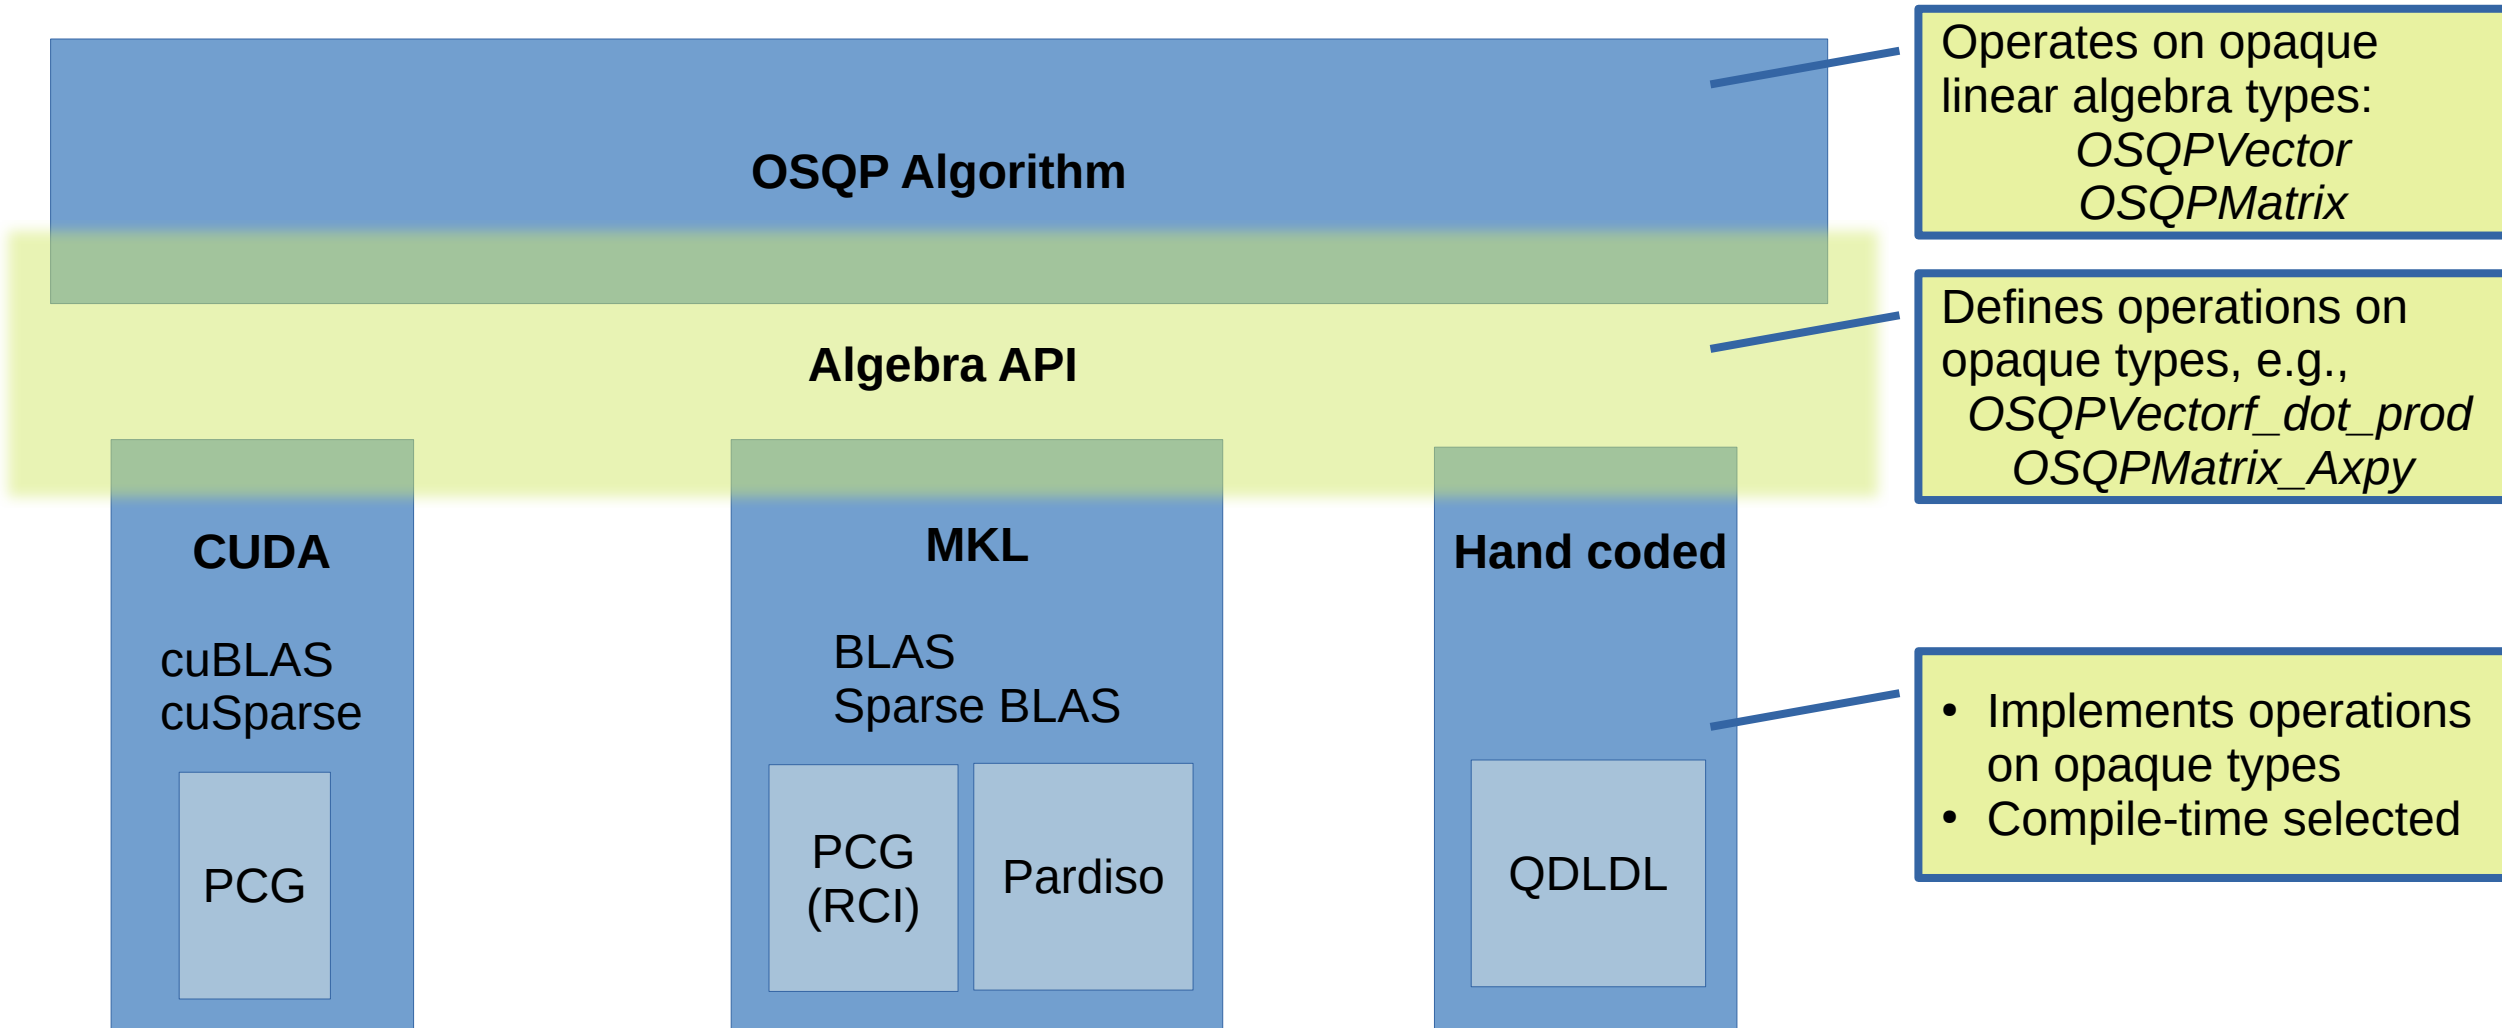 OSQP Algorithm
Algebra API
CUDA
cuBLAS
cuSparse
PCG
MKL
BLAS
Sparse BLAS
PCG
(RCI)
Pardiso
Hand coded
QDLDL
Operates on opaque
linear algebra types:
OSQPVector
OSQPMatrix
Defines operations on
opaque types, e.g.,
OSQPVectorf_dot_prod
OSQPMatrix_Axpy
• Implements operations
on opaque types
• Compile-time selected